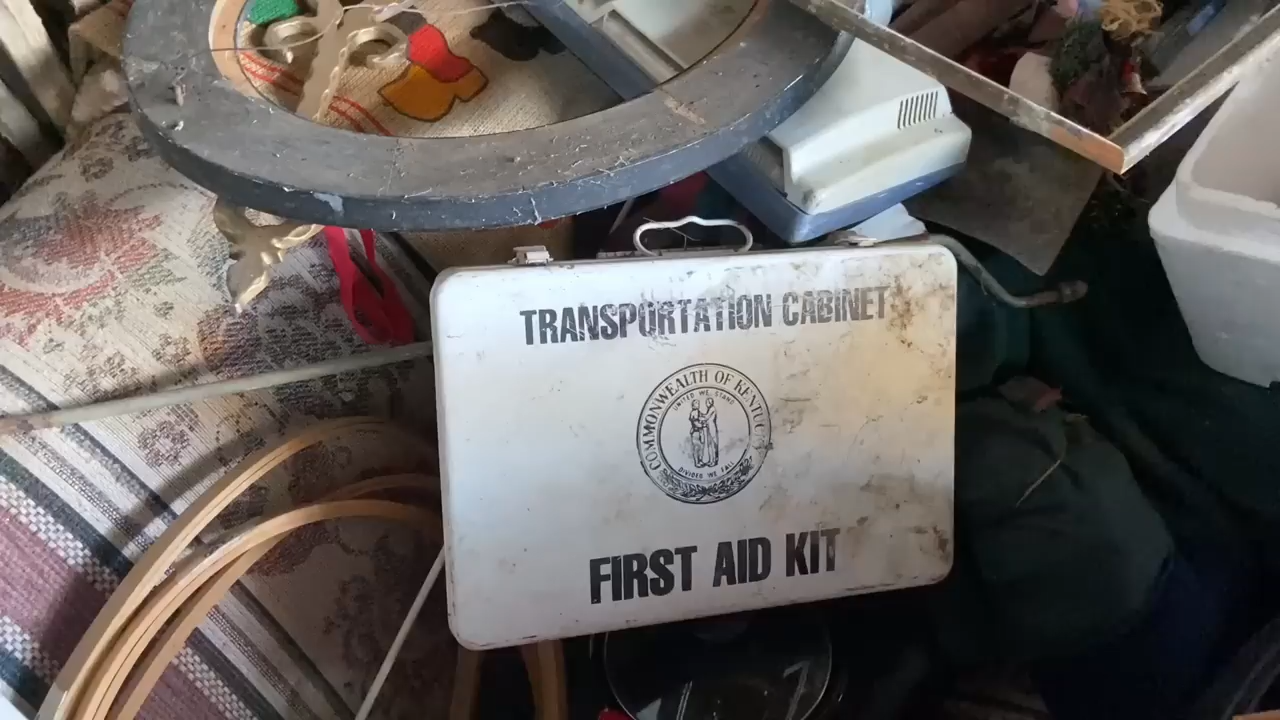 TRANSPORTATION CABINET
COMMONWEALTH OF KENTUCKY
UNITED WE STAND
DIVIDED WE FALL
FIRST AID KIT